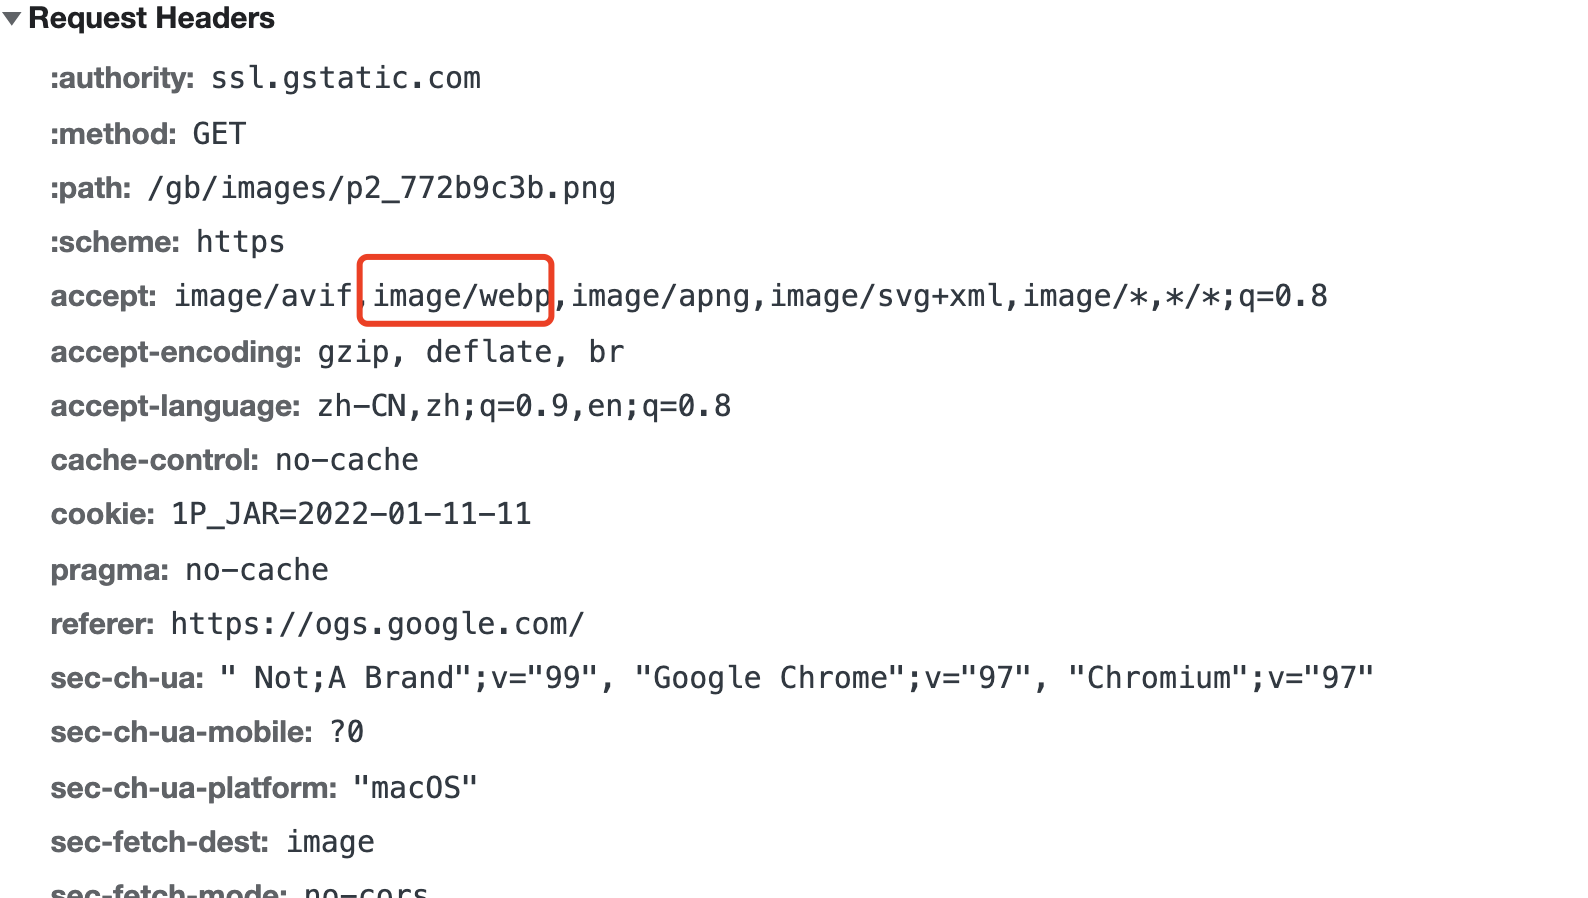 Request Headers
:authority: ssl.gstatic.com
:method: GET
:path: /gb/images/p2_772b9c3b.png
:scheme: https
accept: image/avif,image/webp,image/apng,image/svg+xml,image/*,*/*;q=0.8
accept-encoding: gzip, deflate, br
accept-language: zh-CN,zh;q=0.9,en;q=0.8
cache-control: no-cache
cookie: 1P_JAR=2022-01-11-11
pragma: no-cache
referer: https://ogs.google.com/
sec-ch-ua: " Not;A Brand";v="99", "Google Chrome";v="97", "Chromium";v="97"
sec-ch-ua-mobile: ?0
sec-ch-ua-platform: "macOS"
sec-fetch-dest: image
sec-fetch-mode: no-cors